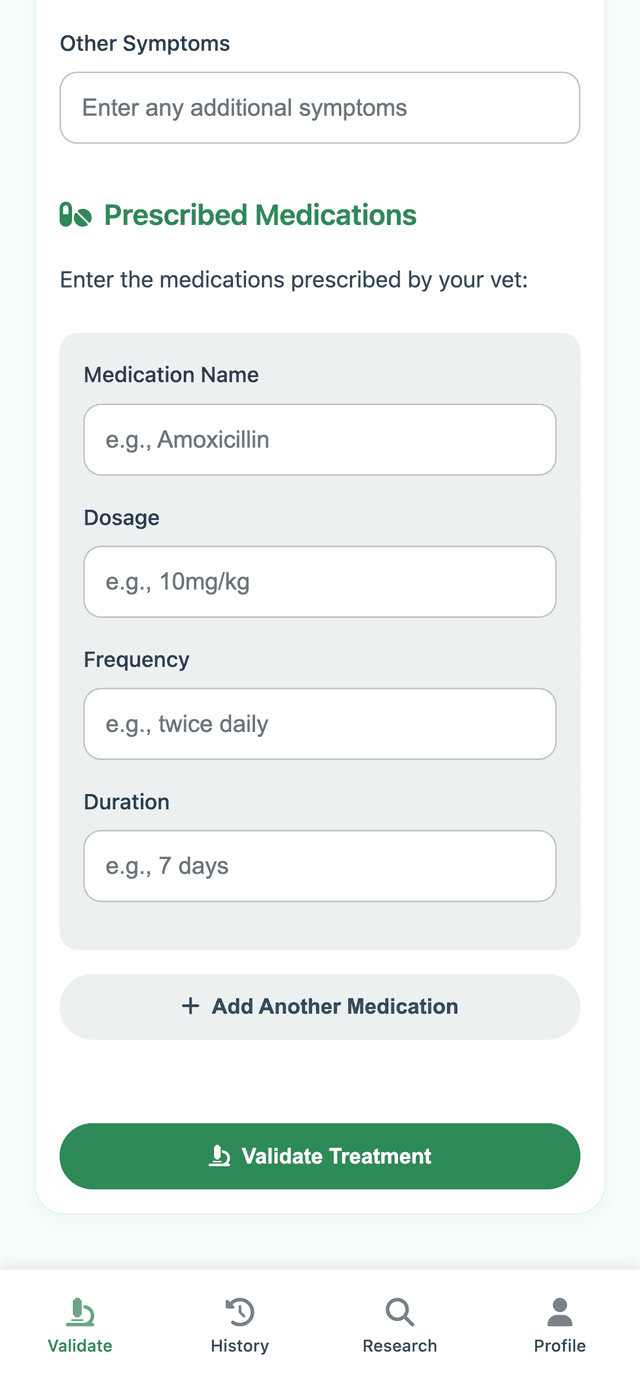 Other Symptoms
Enter any additional symptoms
Prescribed Medications
Enter the medications prescribed by your vet:
Medication Name
e.g., Amoxicillin
Dosage
e.g., 10mg/kg
Frequency
e.g., twice daily
Duration
e.g., 7 days
+ Add Another Medication
Validate Treatment
Validate
History
Research
Profile